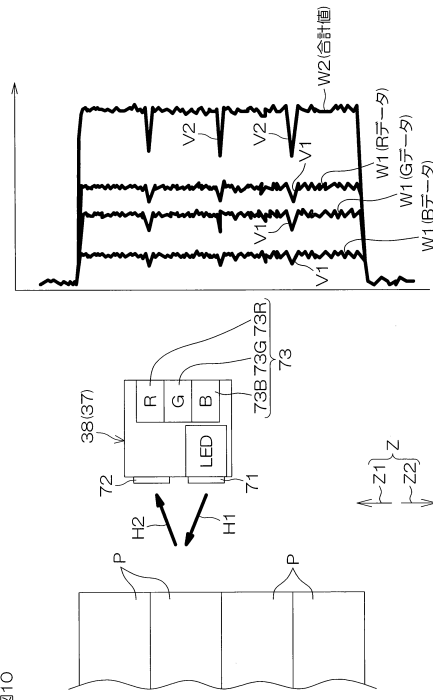 図10
P
P
H2
H1
72
71
38(37)
LED
R
G
B
73R
73G
73B
73
Z1
Z2
Z
V2
V2
V1
V1
V1
W2(合計値)
W1(Rデータ)
W1(Gデータ)
W1(Bデータ)